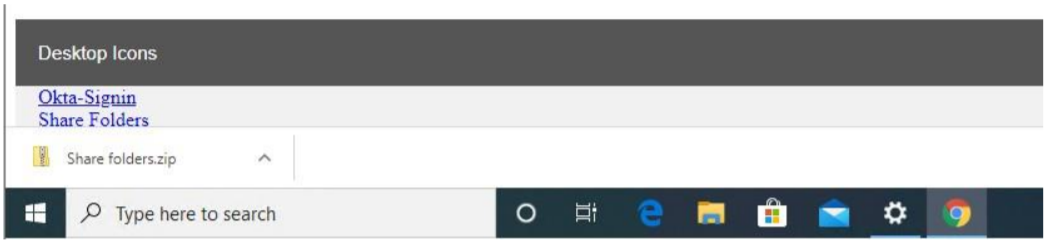 Desktop Icons
Okta-Signin
Share Folders
Share folders.zip
Type here to search